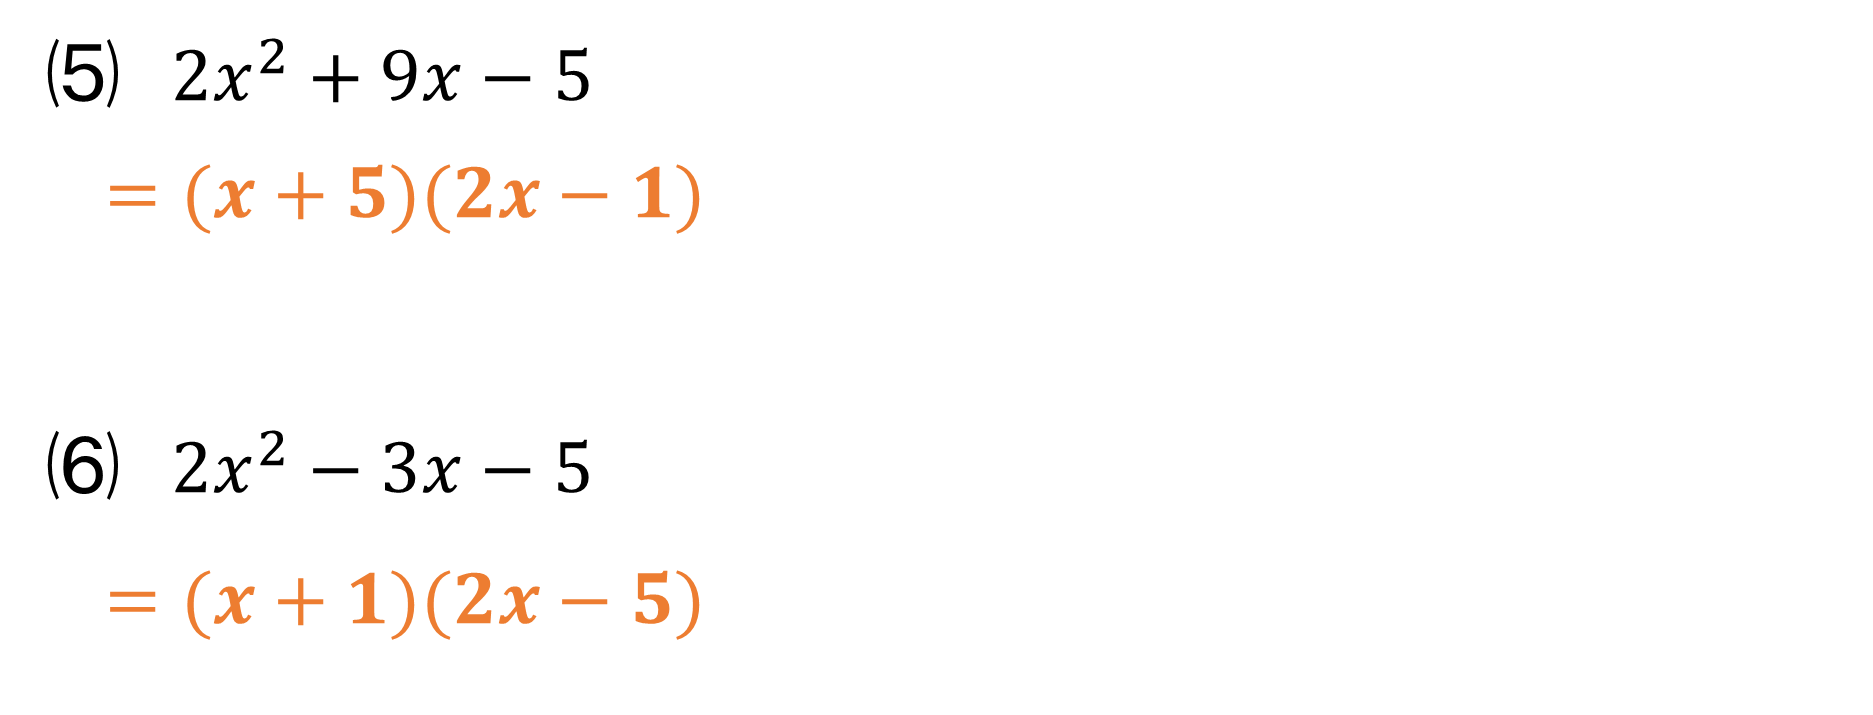 (5) 2x² + 9x − 5
= (x + 5)(2x − 1)
(6) 2x² − 3x − 5
= (x + 1)(2x − 5)